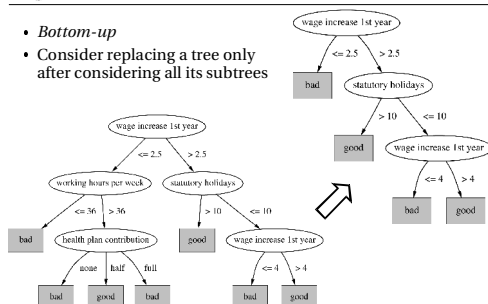 • Bottom-up
• Consider replacing a tree only
after considering all its subtrees
wage increase 1st year
<= 2.5 > 2.5
working hours per week statutory holidays
<= 36 > 36 > 10 <= 10
bad health plan contribution good wage increase 1st year
none half full <= 4 > 4
bad good bad bad good
wage increase 1st year
<= 2.5 > 2.5
bad statutory holidays
> 10 <= 10
good wage increase 1st year
<= 4 > 4
bad good